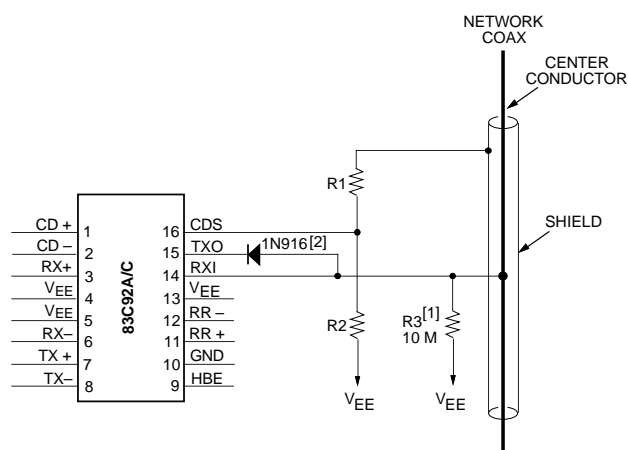 NETWORK
COAX
CENTER
CONDUCTOR
R1
SHIELD
CD +
1
16
CDS
CD –
2
15
TXO
1N916[2]
RX+
3
14
RXI
VEE
4
13
VEE
VEE
5
12
RR –
RX–
6
11
RR +
TX +
7
10
GND
TX–
8
9
HBE
83C92A/C
R2
R3[1]
10 M
VEE
VEE